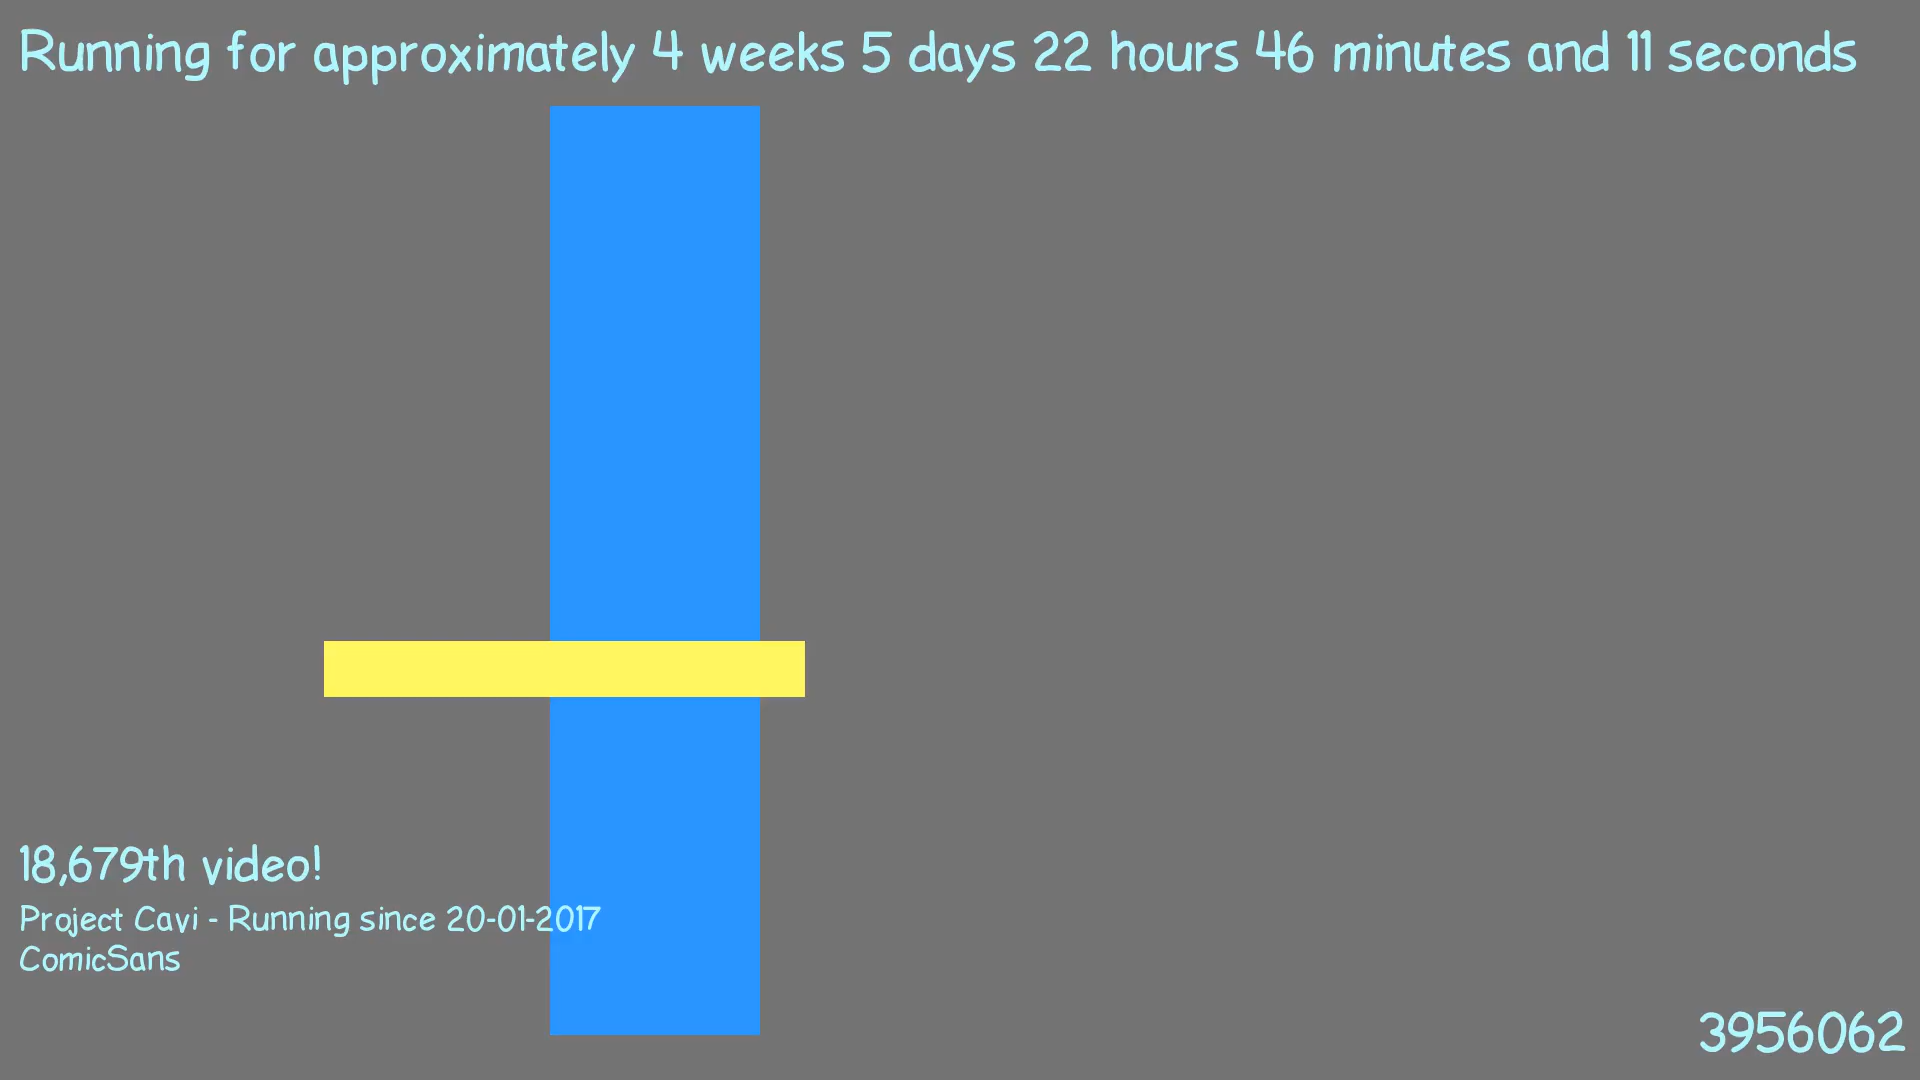 Running for approximately 4 weeks 5 days 22 hours 46 minutes and 11 seconds
18,679th video!
Project Cavi - Running since 20-01-2017
ComicSans
3956062